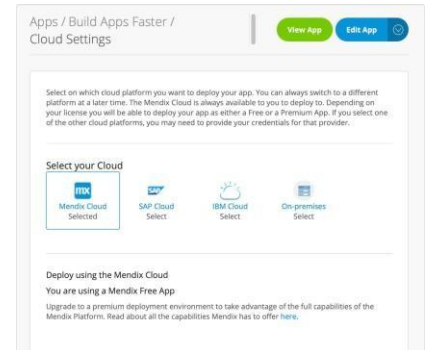 Apps / Build Apps Faster /
Cloud Settings
View App
Edit App
Select on which cloud platform you want to deploy your app. You can always switch to a different
platform at a later time. The Mendix Cloud is always available to you to deploy to. Depending on
your license you will be able to deploy your app as either a Free or a Premium App. If you select one
of the other cloud platforms, you may need to provide your credentials for that provider.
Select your Cloud
mx
SAP
Mendix Cloud
SAP Cloud
IBM Cloud
On-premises
Selected
Select
Select
Select
Deploy using the Mendix Cloud
You are using a Mendix Free App
Upgrade to a premium deployment environment to take advantage of the full capabilities of the
Mendix Platform. Read about all the capabilities Mendix has to offer here.